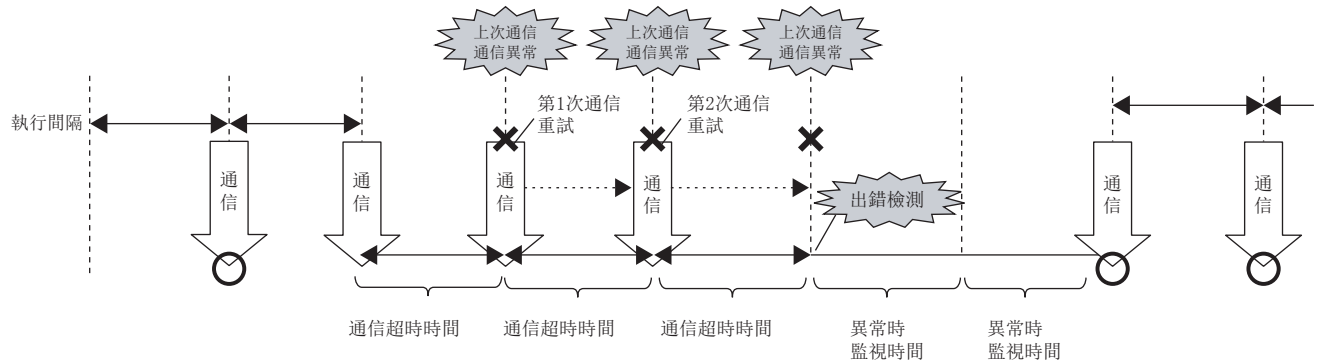 上次通信
通信異常
上次通信
通信異常
上次通信
通信異常
執行間隔
第1次通信
重試
第2次通信
重試
通信
通信
通信
通信
通信
通信
出錯檢測
通信超時時間
通信超時時間
通信超時時間
異常時
監視時間
異常時
監視時間